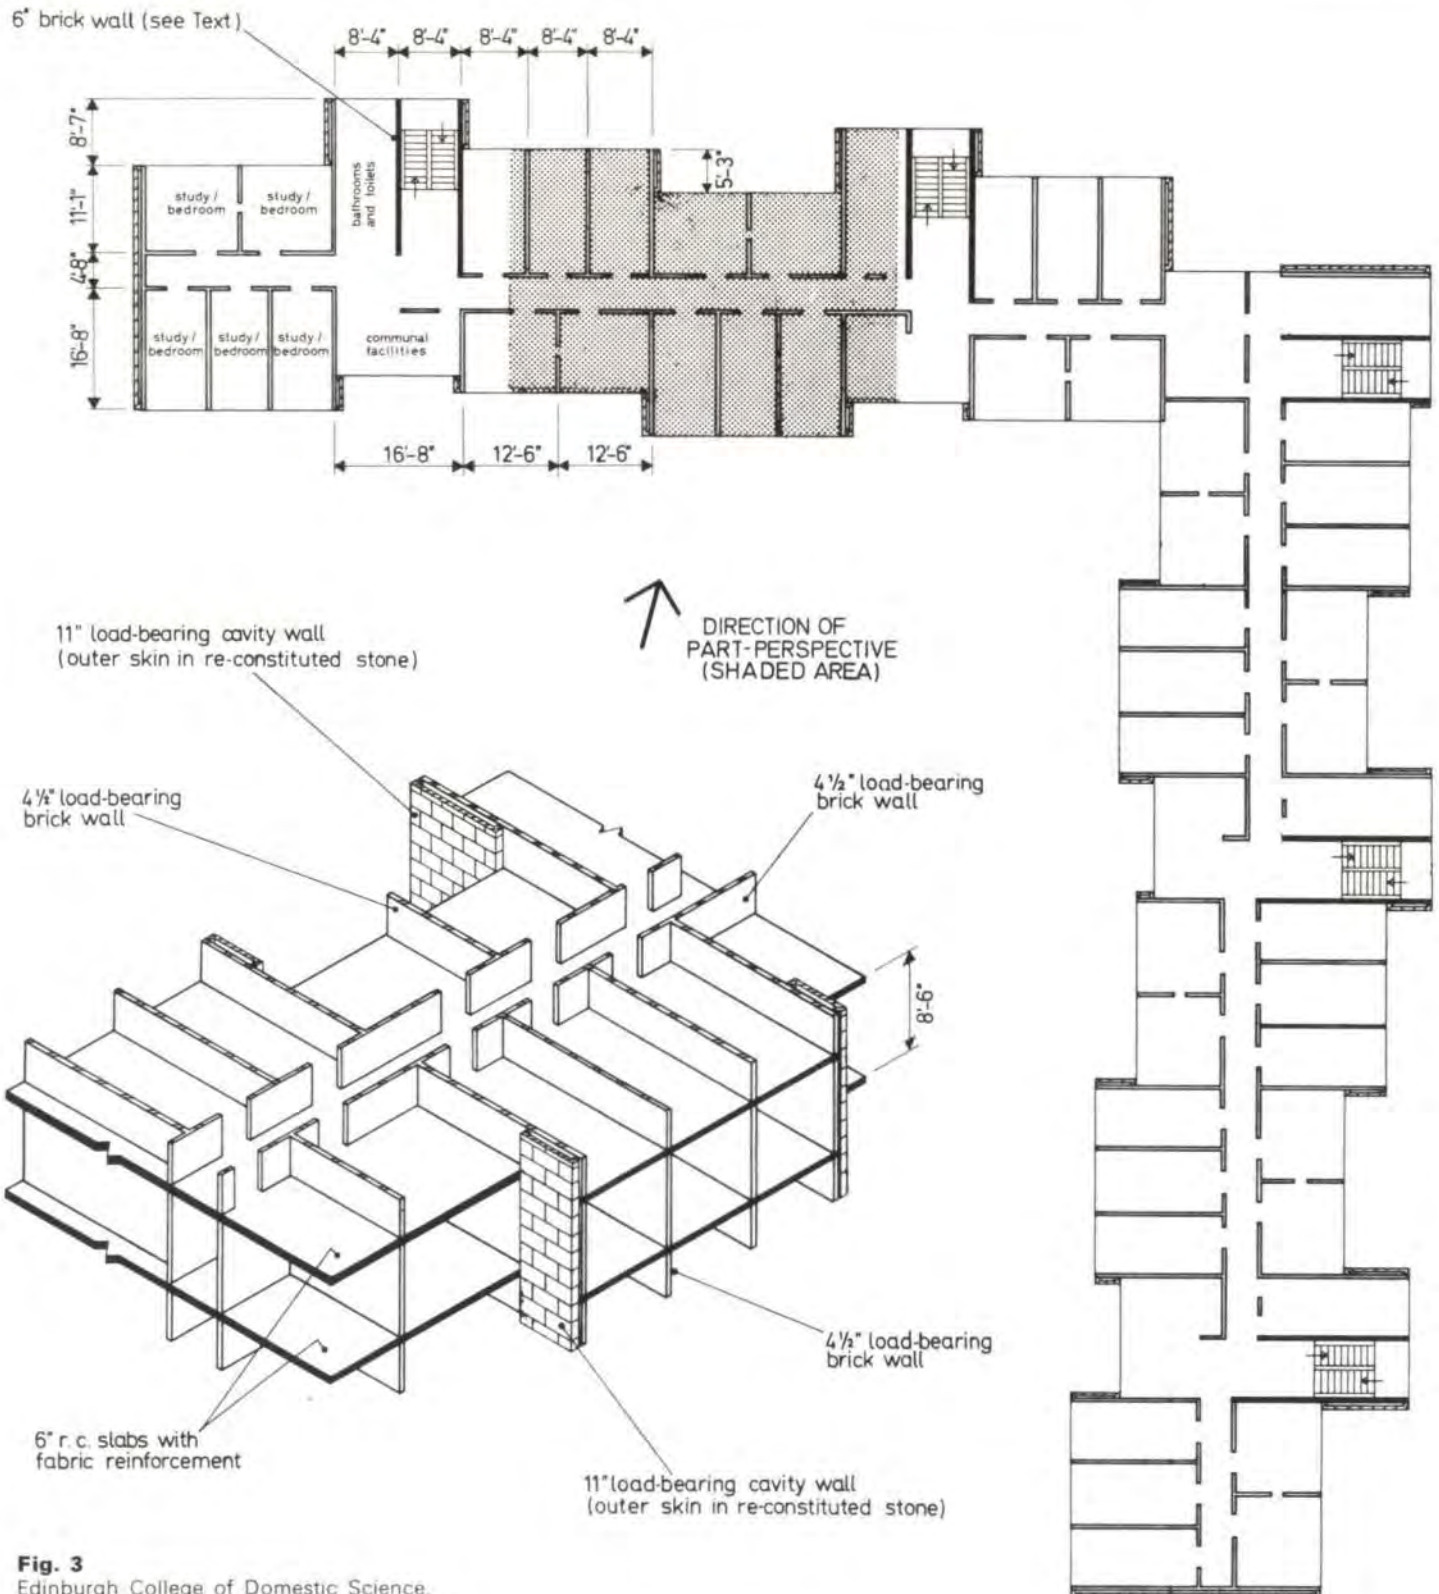 6" brick wall (see Text)
8'-4" 8'-4" 8'-4" 8'-4" 8'-4"
8'-7"
11'-1"
4'-8"
16'-8"
5'-3"
study/
bedroom
study/
bedroom
bathrooms
and toilets
study/
bedroom
study/
bedroom
study/
bedroom
communal
facilities
16'-8" 12'-6" 12'-6"
DIRECTION OF
PART-PERSPECTIVE
(SHADED AREA)
11" load-bearing cavity wall
(outer skin in re-constituted stone)
4½" load-bearing
brick wall
4½" load-bearing
brick wall
8'-6"
4½" load-bearing
brick wall
6" r. c. slabs with
fabric reinforcement
11" load-bearing cavity wall
(outer skin in re-constituted stone)
Fig. 3
Edinburgh College of Domestic Science.